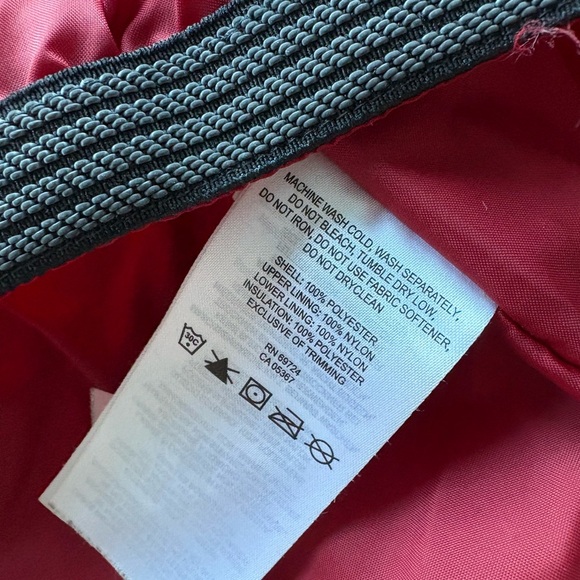 MACHINE WASH COLD, WASH SEPARATELY,
DO NOT BLEACH, TUMBLE DRY LOW,
DO NOT IRON, DO NOT USE FABRIC SOFTENER,
DO NOT DRYCLEAN
SHELL: 100% POLYESTER
UPPER LINING: 100% NYLON
LOWER LINING: 100% NYLON
INSULATION: 100% POLYESTER
EXCLUSIVE OF TRIMMING
RN 69724
CA 05367
30C